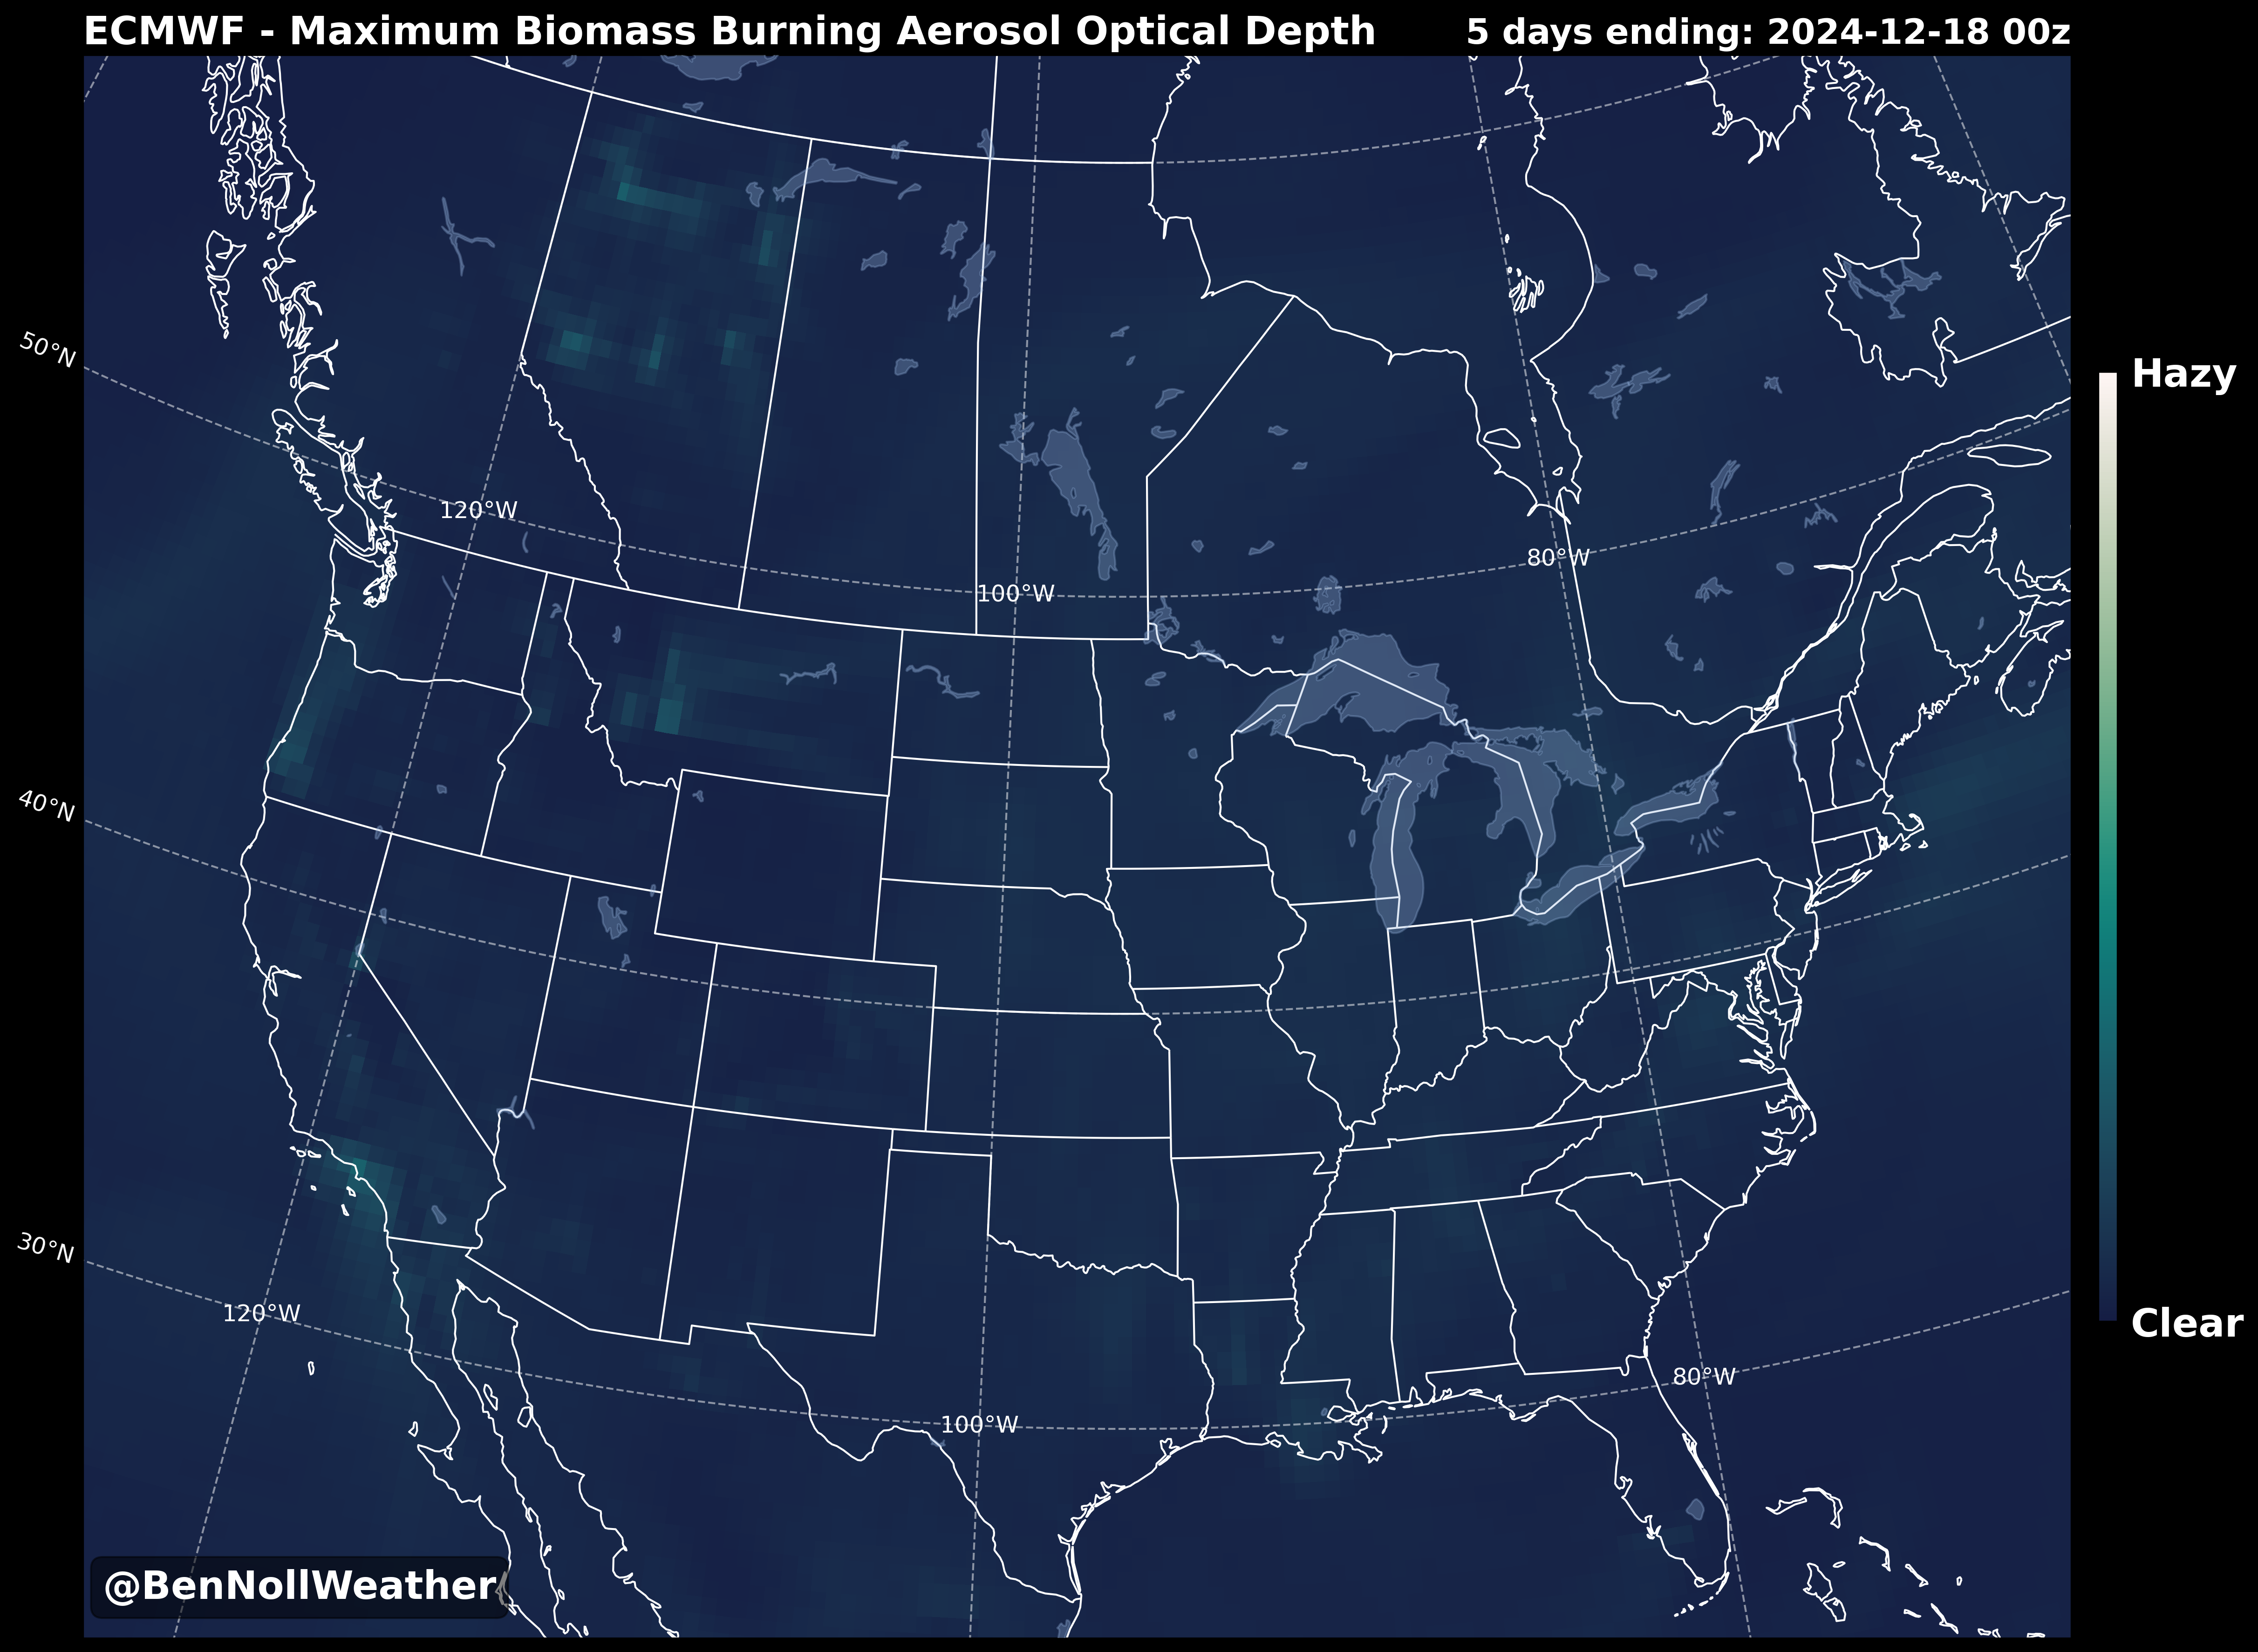 ECMWF - Maximum Biomass Burning Aerosol Optical Depth
5 days ending: 2024-12-18 00z
50°N
Hazy
120°W
80°W
100°W
40°N
30°N
120°W
Clear
80°W
100°W
@BenNollWeather